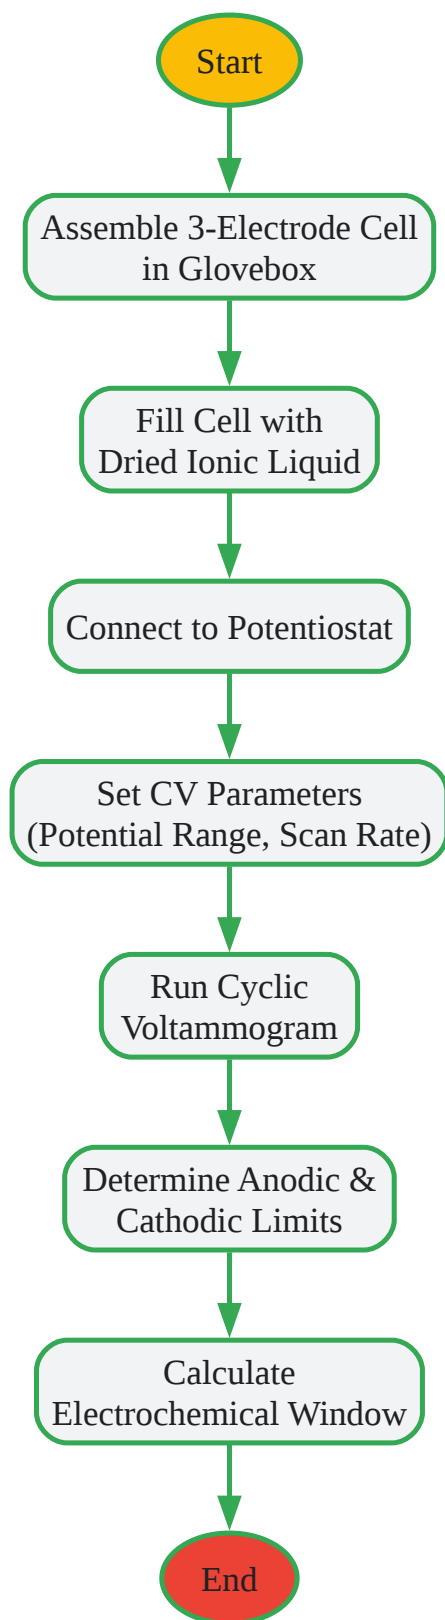 Start
Assemble 3-Electrode Cell
in Glovebox
Fill Cell with
Dried Ionic Liquid
Connect to Potentiostat
Set CV Parameters
(Potential Range, Scan Rate)
Run Cyclic
Voltammogram
Determine Anodic &
Cathodic Limits
Calculate
Electrochemical Window
End